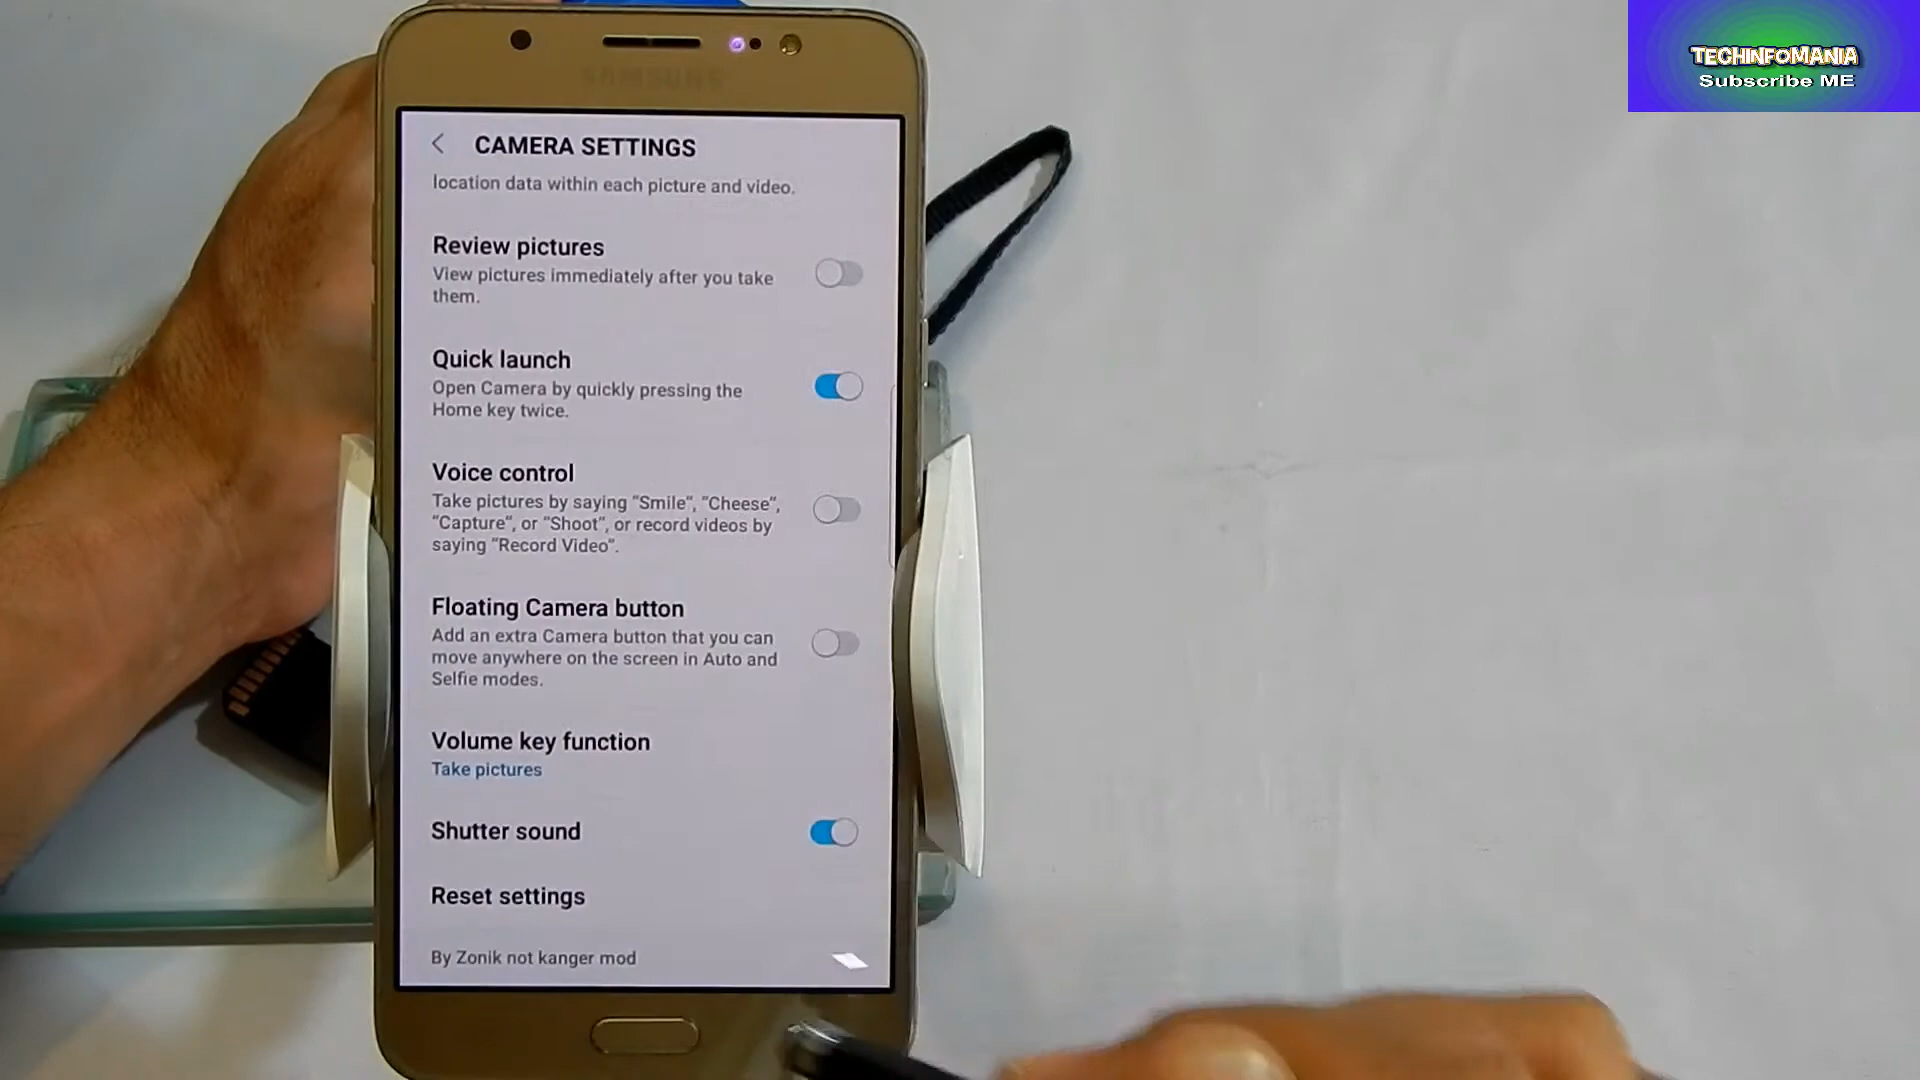 TECHINFOMANIA
Subscribe ME
SAMSUNG
CAMERA SETTINGS
location data within each picture and video.
Review pictures
View pictures immediately after you take
them.
Quick launch
Open Camera by quickly pressing the
Home key twice.
Voice control
Take pictures by saying “Smile”, “Cheese”,
“Capture”, or “Shoot”, or record videos by
saying “Record Video”.
Floating Camera button
Add an extra Camera button that you can
move anywhere on the screen in Auto and
Selfie modes.
Volume key function
Take pictures
Shutter sound
Reset settings
By Zonik not kanger mod